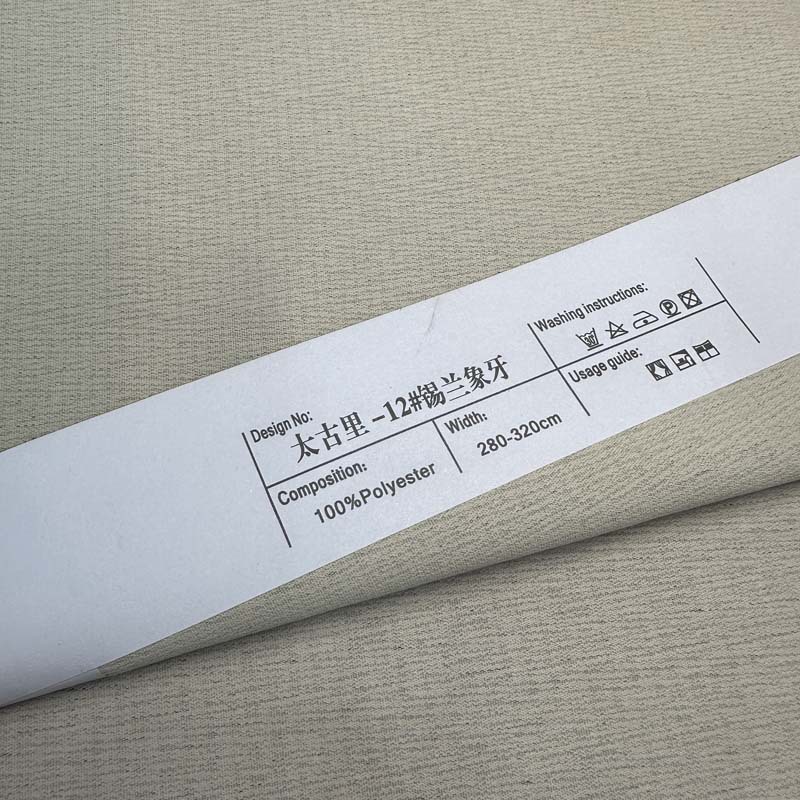 Design No:
太古里-12#锡兰象牙
Washing instructions:
Composition:
100%Polyester
Width:
280-320cm
Usage guide: